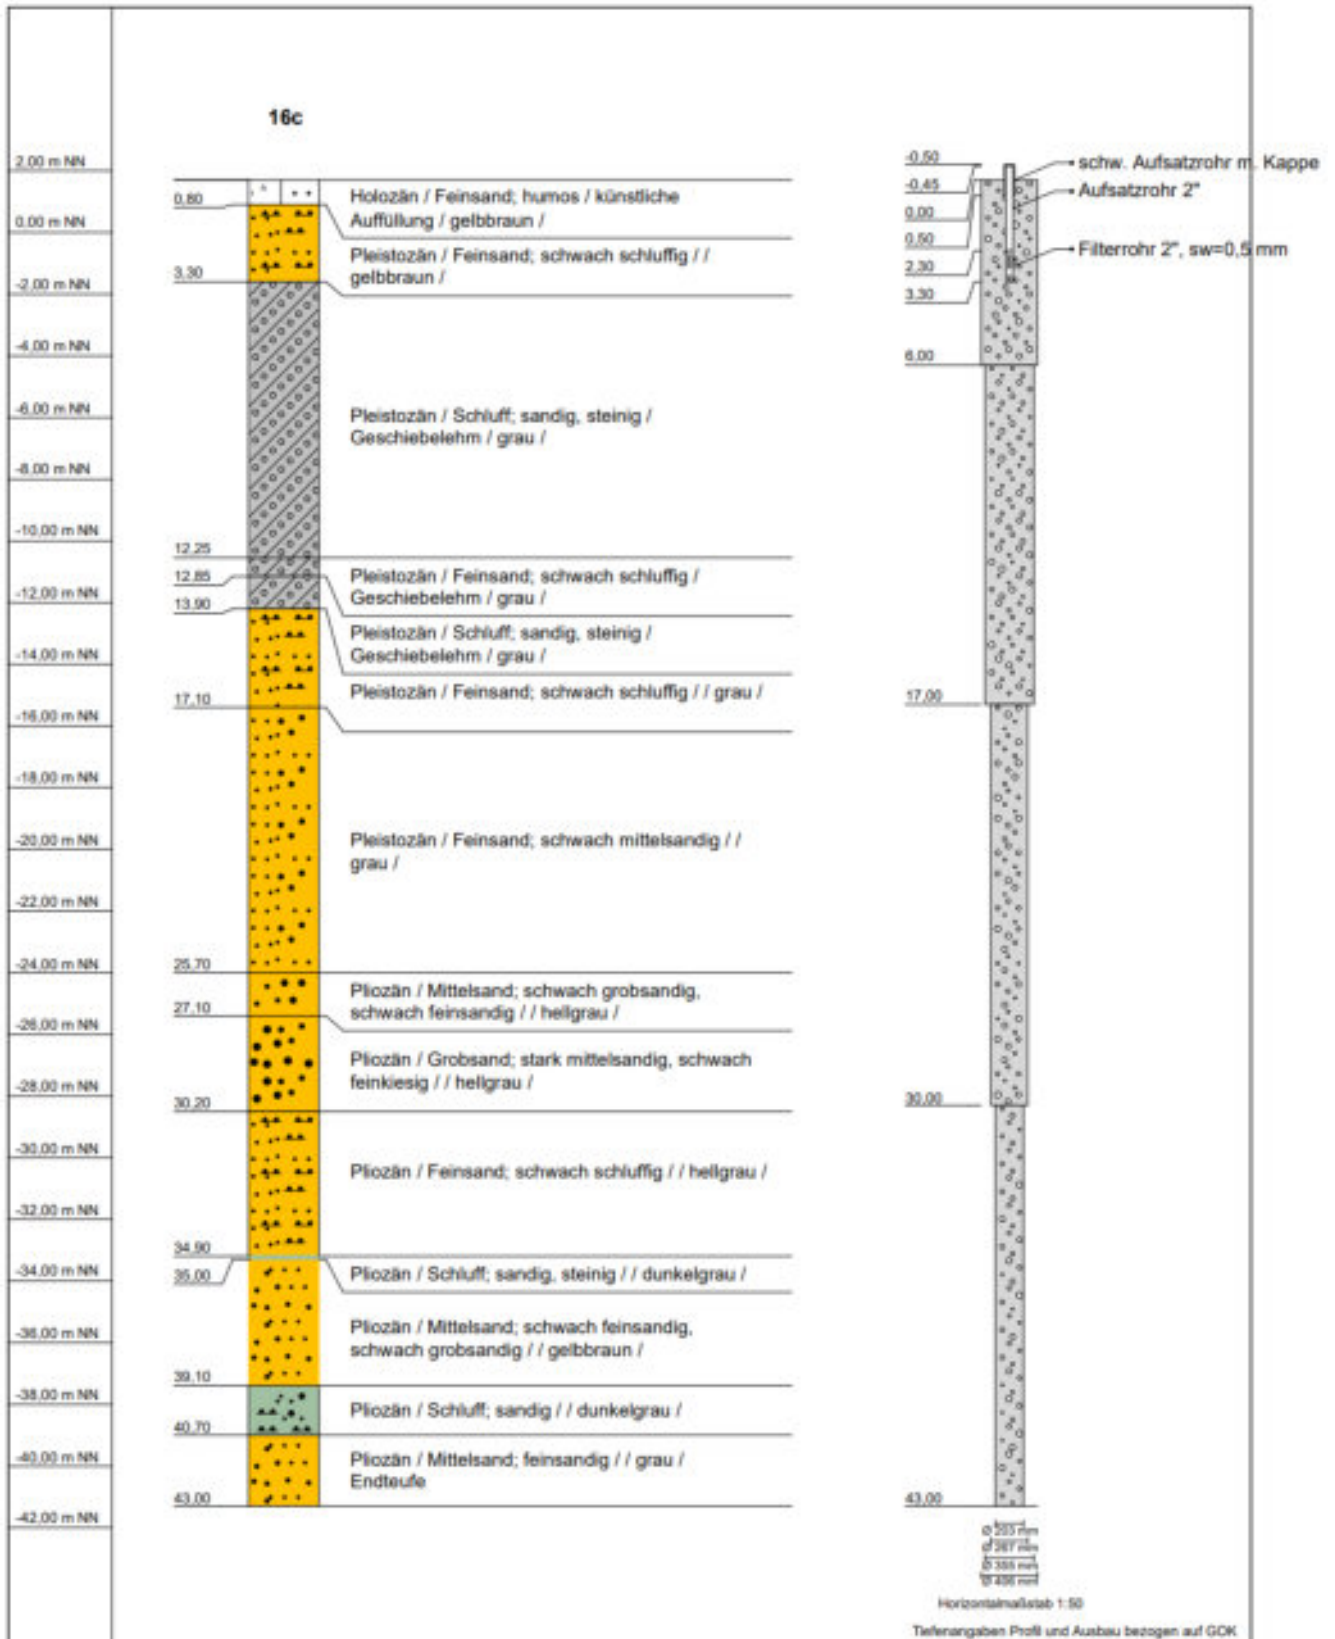 16c
2,00 m NN
0,00 m NN
-2,00 m NN
-4,00 m NN
-6,00 m NN
-8,00 m NN
-10,00 m NN
-12,00 m NN
-14,00 m NN
-16,00 m NN
-18,00 m NN
-20,00 m NN
-22,00 m NN
-24,00 m NN
-26,00 m NN
-28,00 m NN
-30,00 m NN
-32,00 m NN
-34,00 m NN
-36,00 m NN
-38,00 m NN
-40,00 m NN
-42,00 m NN
0,80
Holozän / Feinsand; humos / künstliche
Auffüllung / gelbbraun /
3,30
Pleistozän / Feinsand; schwach schluffig / /
gelbbraun /
12,25
Pleistozän / Schluff; sandig, steinig /
Geschiebelehm / grau /
12,85
Pleistozän / Feinsand; schwach schluffig /
Geschiebelehm / grau /
13,90
Pleistozän / Schluff; sandig, steinig /
Geschiebelehm / grau /
17,10
Pleistozän / Feinsand; schwach schluffig / / grau /
25,70
Pleistozän / Feinsand; schwach mittelsandig / /
grau /
27,10
Pliozän / Mittelsand; schwach grobsandig,
schwach feinsandig / / hellgrau /
30,20
Pliozän / Grobsand; stark mittelsandig, schwach
feinkiesig / / hellgrau /
34,90
Pliozän / Feinsand; schwach schluffig / / hellgrau /
35,00
Pliozän / Schluff; sandig, steinig / / dunkelgrau /
39,10
Pliozän / Mittelsand; schwach feinsandig,
schwach grobsandig / / gelbbraun /
40,70
Pliozän / Schluff; sandig / / dunkelgrau /
43,00
Pliozän / Mittelsand; feinsandig / / grau /
Endteufe
-0,50
-0,45
0,00
0,50
2,30
3,30
6,00
17,00
30,00
43,00
schw. Aufsatzrohr m. Kappe
Aufsatzrohr 2"
Filterrohr 2", sw=0,5 mm
Ø 203 mm
Ø 267 mm
Ø 355 mm
Ø 406 mm
Horizontalmaßstab 1:50
Tiefenangaben Profil und Ausbau bezogen auf GOK